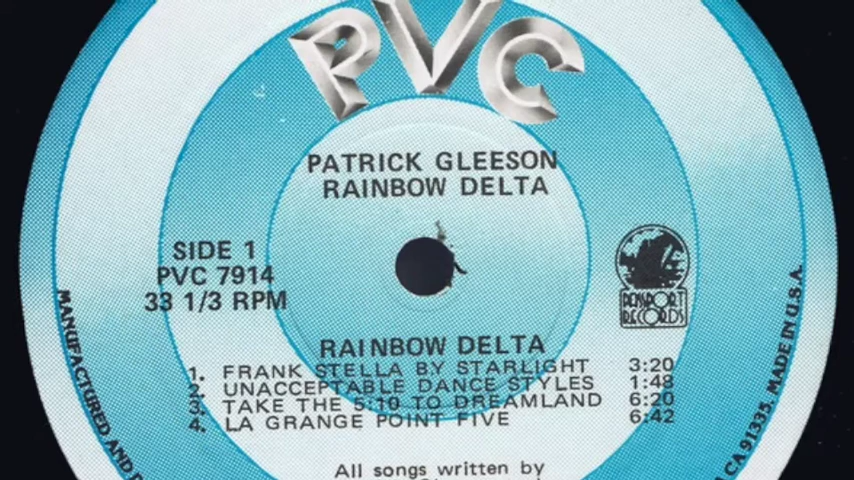 PVC
PATRICK GLEESON
RAINBOW DELTA
SIDE 1
PVC 7914
33 1/3 RPM
PASSPORT
RECORDS
RAINBOW DELTA
1. FRANK STELLA BY STARLIGHT 3:20
2. UNACCEPTABLE DANCE STYLES 1:48
3. TAKE THE 5:10 TO DREAMLAND 6:20
4. LA GRANGE POINT FIVE 6:42
All songs written by
MANUFACTURED AND
CA 91335. MADE IN U.S.A.